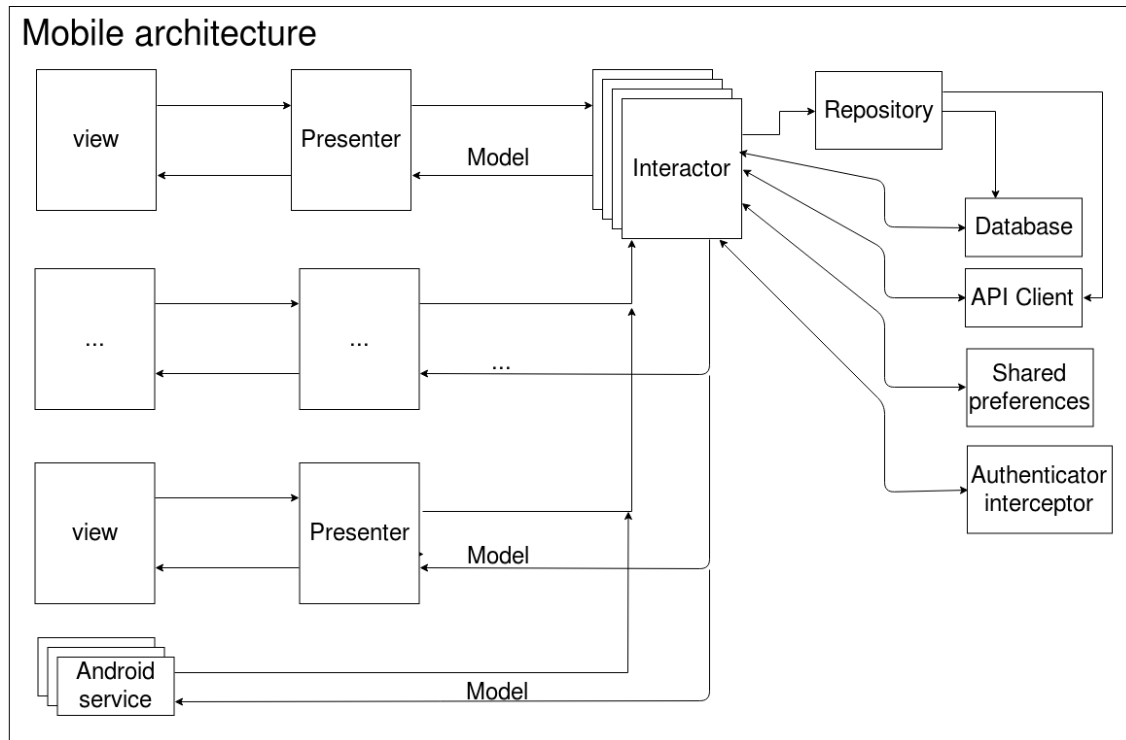 Mobile architecture
view
Presenter
Model
Interactor
Repository
Database
API Client
...
...
...
Shared
preferences
Authenticator
interceptor
view
Presenter
Model
Android
service
Model